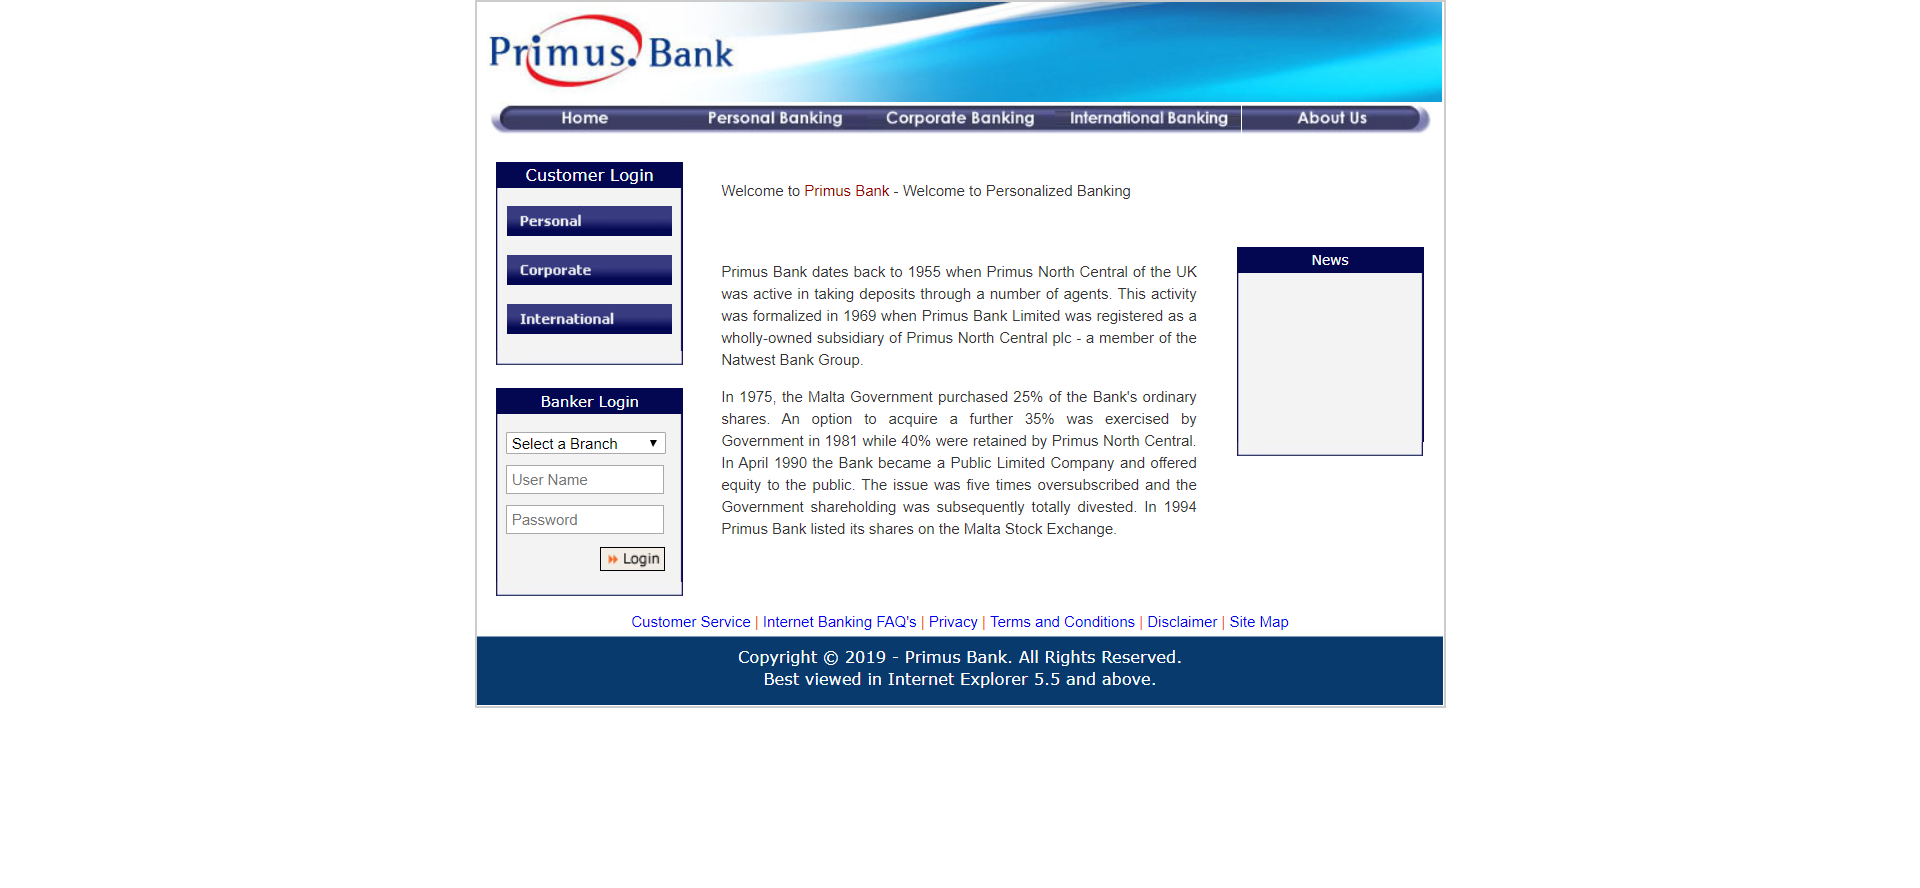 Primus. Bank
Home Personal Banking Corporate Banking International Banking About Us
Customer Login
Personal
Corporate
International
Banker Login
Select a Branch
User Name
Password
Login
Welcome to Primus Bank - Welcome to Personalized Banking
Primus Bank dates back to 1955 when Primus North Central of the UK
was active in taking deposits through a number of agents. This activity
was formalized in 1969 when Primus Bank Limited was registered as a
wholly-owned subsidiary of Primus North Central plc - a member of the
Natwest Bank Group.
In 1975, the Malta Government purchased 25% of the Bank's ordinary
shares. An option to acquire a further 35% was exercised by
Government in 1981 while 40% were retained by Primus North Central.
In April 1990 the Bank became a Public Limited Company and offered
equity to the public. The issue was five times oversubscribed and the
Government shareholding was subsequently totally divested. In 1994
Primus Bank listed its shares on the Malta Stock Exchange.
News
Customer Service | Internet Banking FAQ's | Privacy | Terms and Conditions | Disclaimer | Site Map
Copyright © 2019 - Primus Bank. All Rights Reserved.
Best viewed in Internet Explorer 5.5 and above.